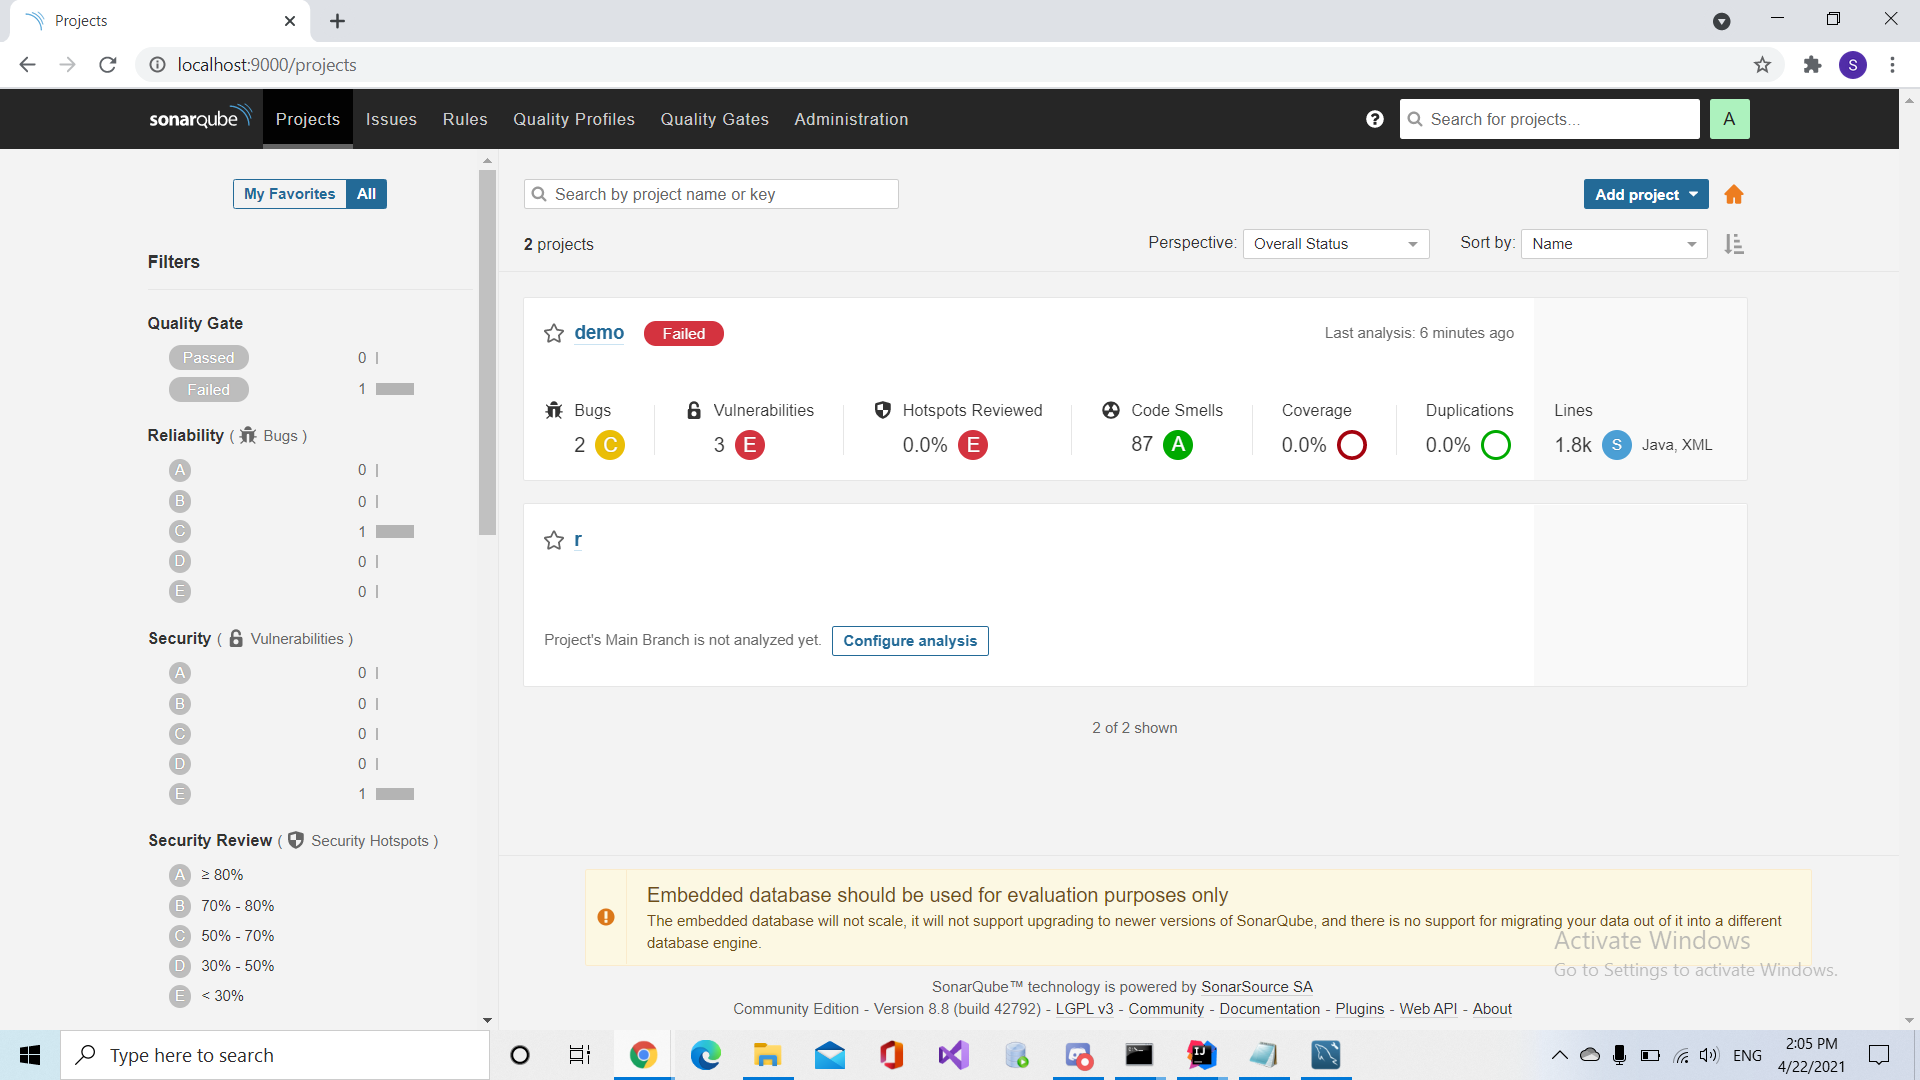 Projects
localhost:9000/projects
S
sonarqube Projects Issues Rules Quality Profiles Quality Gates Administration
? Search for projects... A
My Favorites All
Filters
Quality Gate
Passed 0
Failed 1
Reliability ( Bugs )
A 0
B 0
C 1
D 0
E 0
Security ( Vulnerabilities )
A 0
B 0
C 0
D 0
E 1
Security Review ( Security Hotspots )
A ≥ 80%
B 70% - 80%
C 50% - 70%
D 30% - 50%
E < 30%
Search by project name or key
Add project
2 projects
Perspective: Overall Status
Sort by: Name
demo Failed
Last analysis: 6 minutes ago
Bugs Vulnerabilities Hotspots Reviewed Code Smells Coverage Duplications Lines
2 C 3 E 0.0% E 87 A 0.0% 0.0% 1.8k S Java, XML
r
Project's Main Branch is not analyzed yet. Configure analysis
2 of 2 shown
Embedded database should be used for evaluation purposes only
The embedded database will not scale, it will not support upgrading to newer versions of SonarQube, and there is no support for migrating your data out of it into a different
database engine.
Activate Windows
Go to Settings to activate Windows.
SonarQube™ technology is powered by SonarSource SA
Community Edition - Version 8.8 (build 42792) - LGPL v3 - Community - Documentation - Plugins - Web API - About
Type here to search
ENG
2:05 PM
4/22/2021